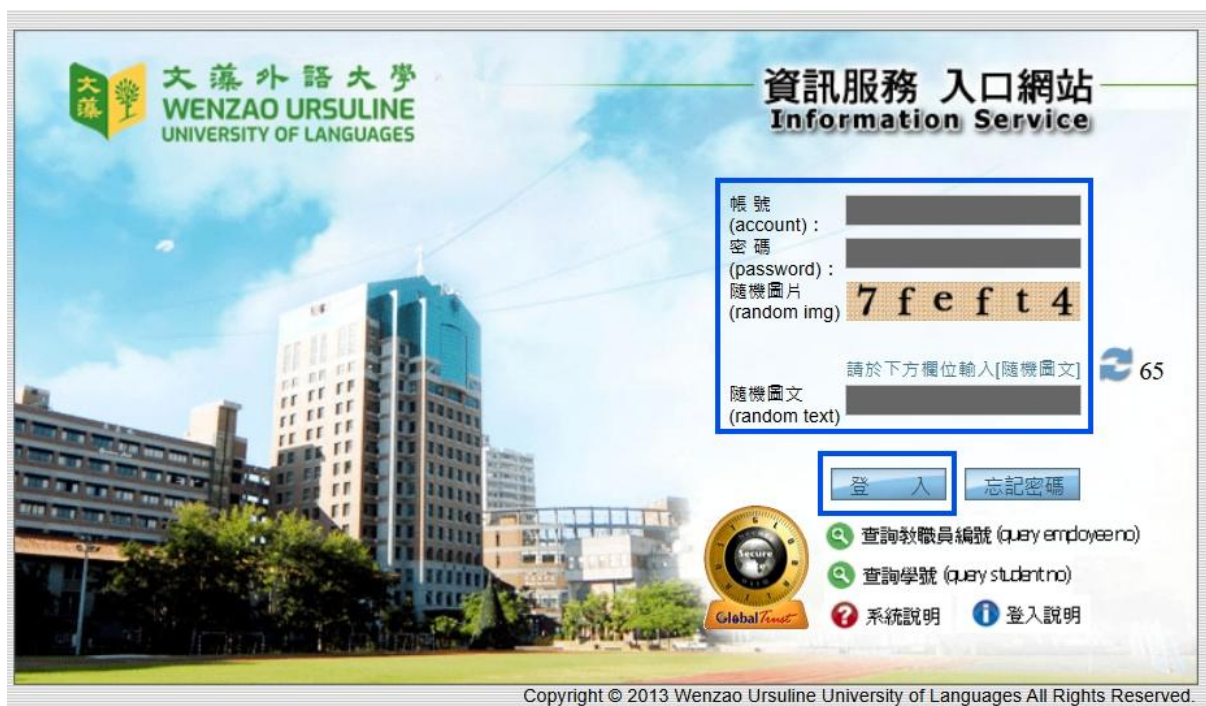 文藻
文藻外語大學
WENZAO URSULINE
UNIVERSITY OF LANGUAGES
資訊服務 入口網站
Information Service
帳 號
(account) :
密 碼
(password) :
隨機圖片
(random img)
7 f e f t 4
請於下方欄位輸入[隨機圖文]
65
隨機圖文
(random text)
登 入
忘記密碼
Secure
GlobalTrust
查詢教職員編號 (query employee no)
查詢學號 (query student no)
系統說明
登入說明
Copyright © 2013 Wenzao Ursuline University of Languages All Rights Reserved.